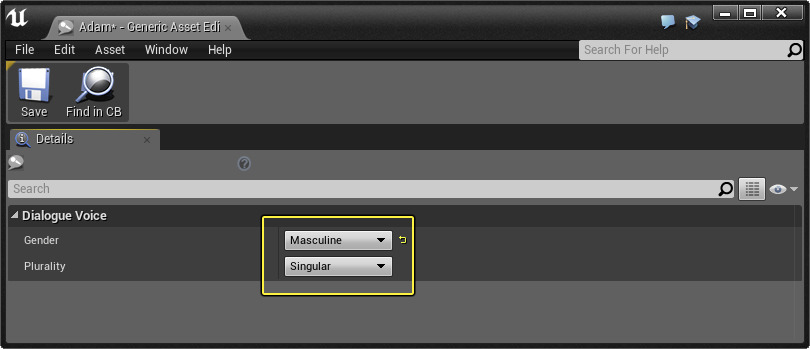 Adam* - Generic Asset Edi
File Edit Asset Window Help
Search For Help
Save Find in CB
Details
Search
Dialogue Voice
Gender Masculine
Plurality Singular